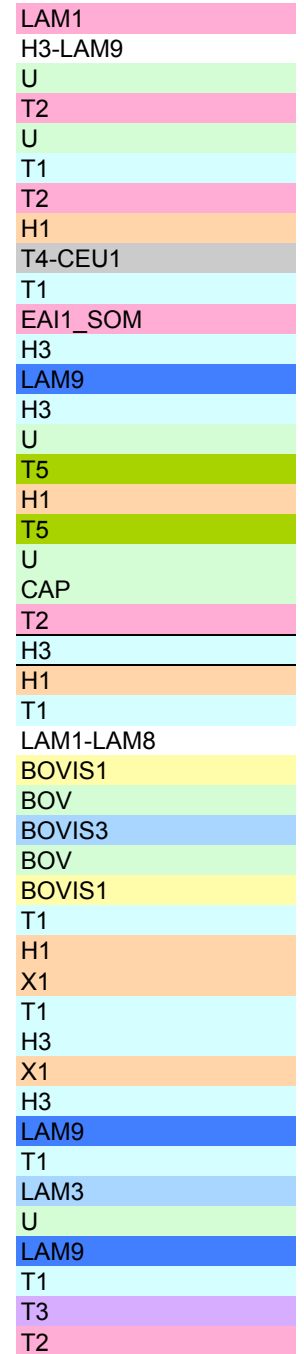 LAM1
H3-LAM9
U
T2
U
T1
T2
H1
T4-CEU1
T1
EAI1_SOM
H3
LAM9
H3
U
T5
H1
T5
U
CAP
T2
H3
H1
T1
LAM1-LAM8
BOVIS1
BOV
BOVIS3
BOV
BOVIS1
T1
H1
X1
T1
H3
X1
H3
LAM9
T1
LAM3
U
LAM9
T1
T3
T2